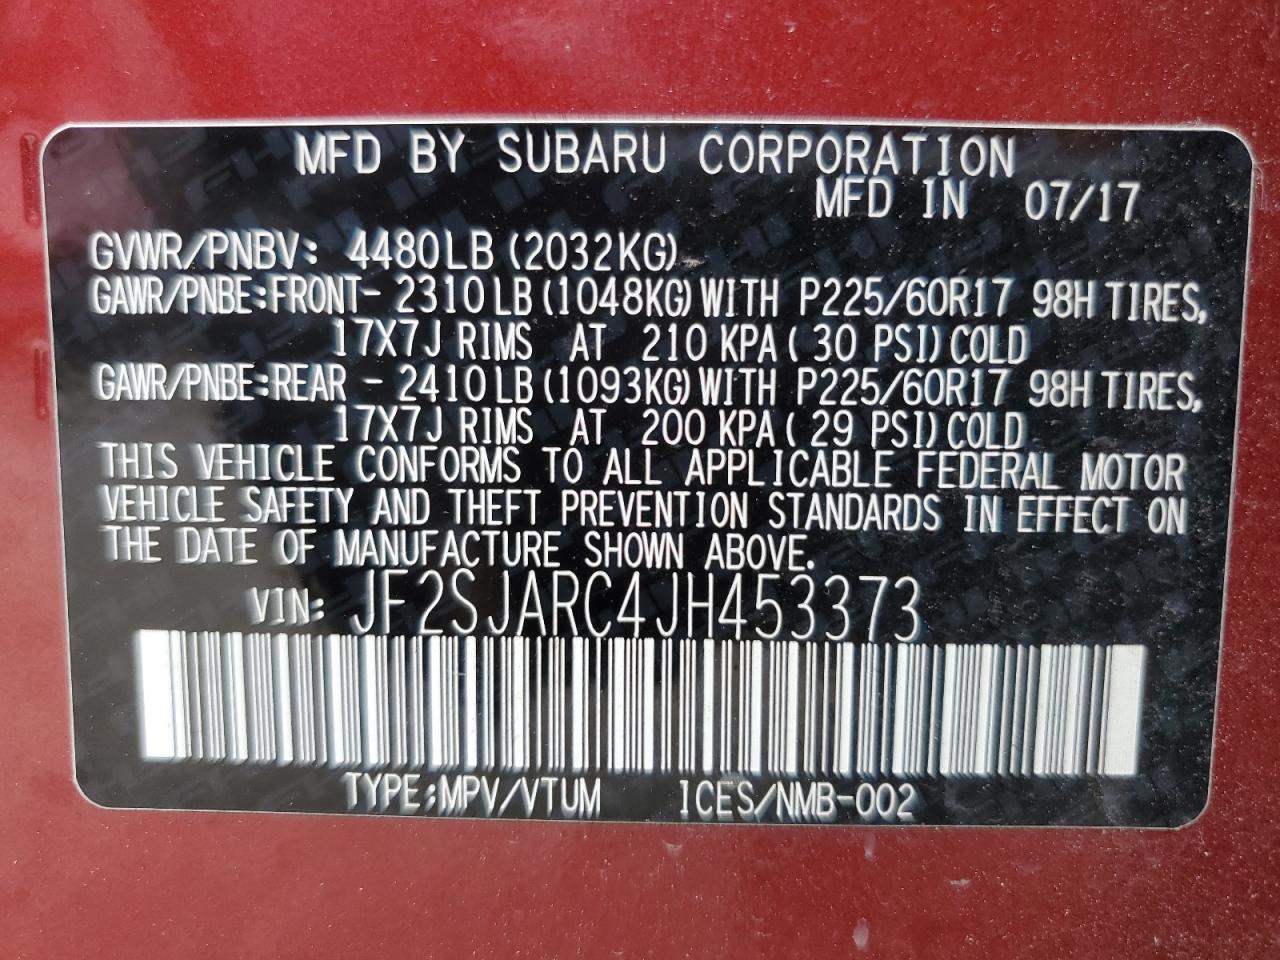 MFD BY SUBARU CORPORATION
MFD IN 07/17
GVWR/PNBV: 4480LB (2032KG)
GAWR/PNBE:FRONT- 2310LB (1048KG) WITH P225/60R17 98H TIRES,
17X7J RIMS AT 210 KPA ( 30 PSI) COLD
GAWR/PNBE:REAR - 2410LB (1093KG) WITH P225/60R17 98H TIRES,
17X7J RIMS AT 200 KPA ( 29 PSI) COLD
THIS VEHICLE CONFORMS TO ALL APPLICABLE FEDERAL MOTOR
VEHICLE SAFETY AND THEFT PREVENTION STANDARDS IN EFFECT ON
THE DATE OF MANUFACTURE SHOWN ABOVE.
VIN: JF2SJARC4JH453373
TYPE:MPV/VTUM ICES/NMB-002